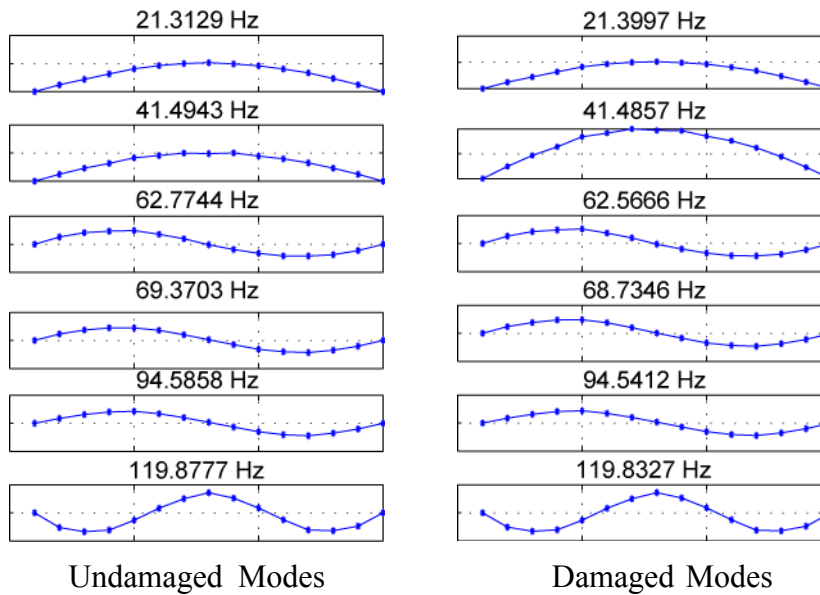 21.3129 Hz
21.3997 Hz
41.4943 Hz
41.4857 Hz
62.7744 Hz
62.5666 Hz
69.3703 Hz
68.7346 Hz
94.5858 Hz
94.5412 Hz
119.8777 Hz
119.8327 Hz
Undamaged Modes
Damaged Modes